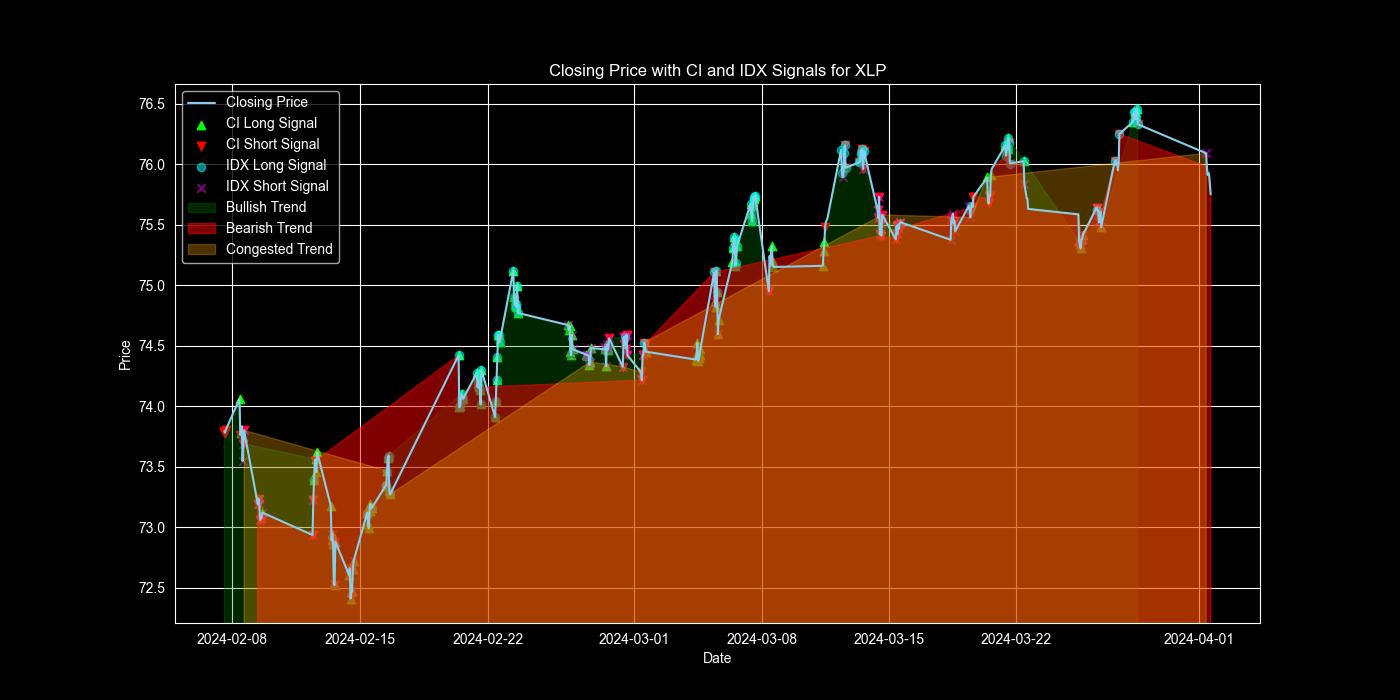 Closing Price with CI and IDX Signals for XLP
Closing Price
CI Long Signal
CI Short Signal
IDX Long Signal
IDX Short Signal
Bullish Trend
Bearish Trend
Congested Trend
76.5
76.0
75.5
75.0
74.5
74.0
73.5
73.0
72.5
Price
2024-02-08
2024-02-15
2024-02-22
2024-03-01
2024-03-08
2024-03-15
2024-03-22
2024-04-01
Date